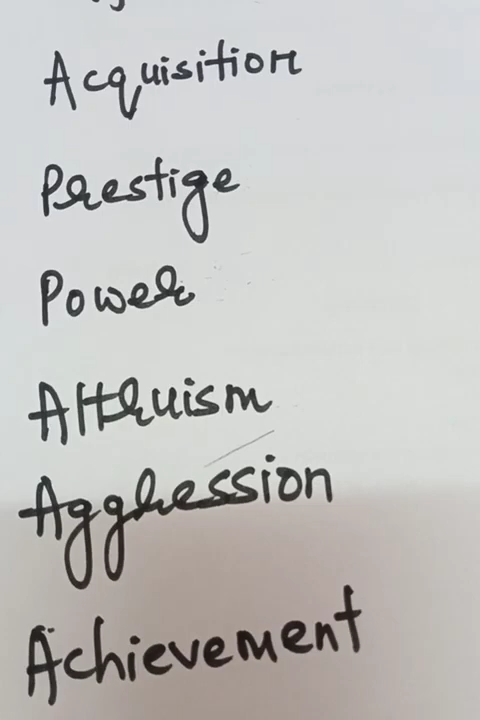 Acquisition
Prestige
Power
Altruism
Aggression
Achievement